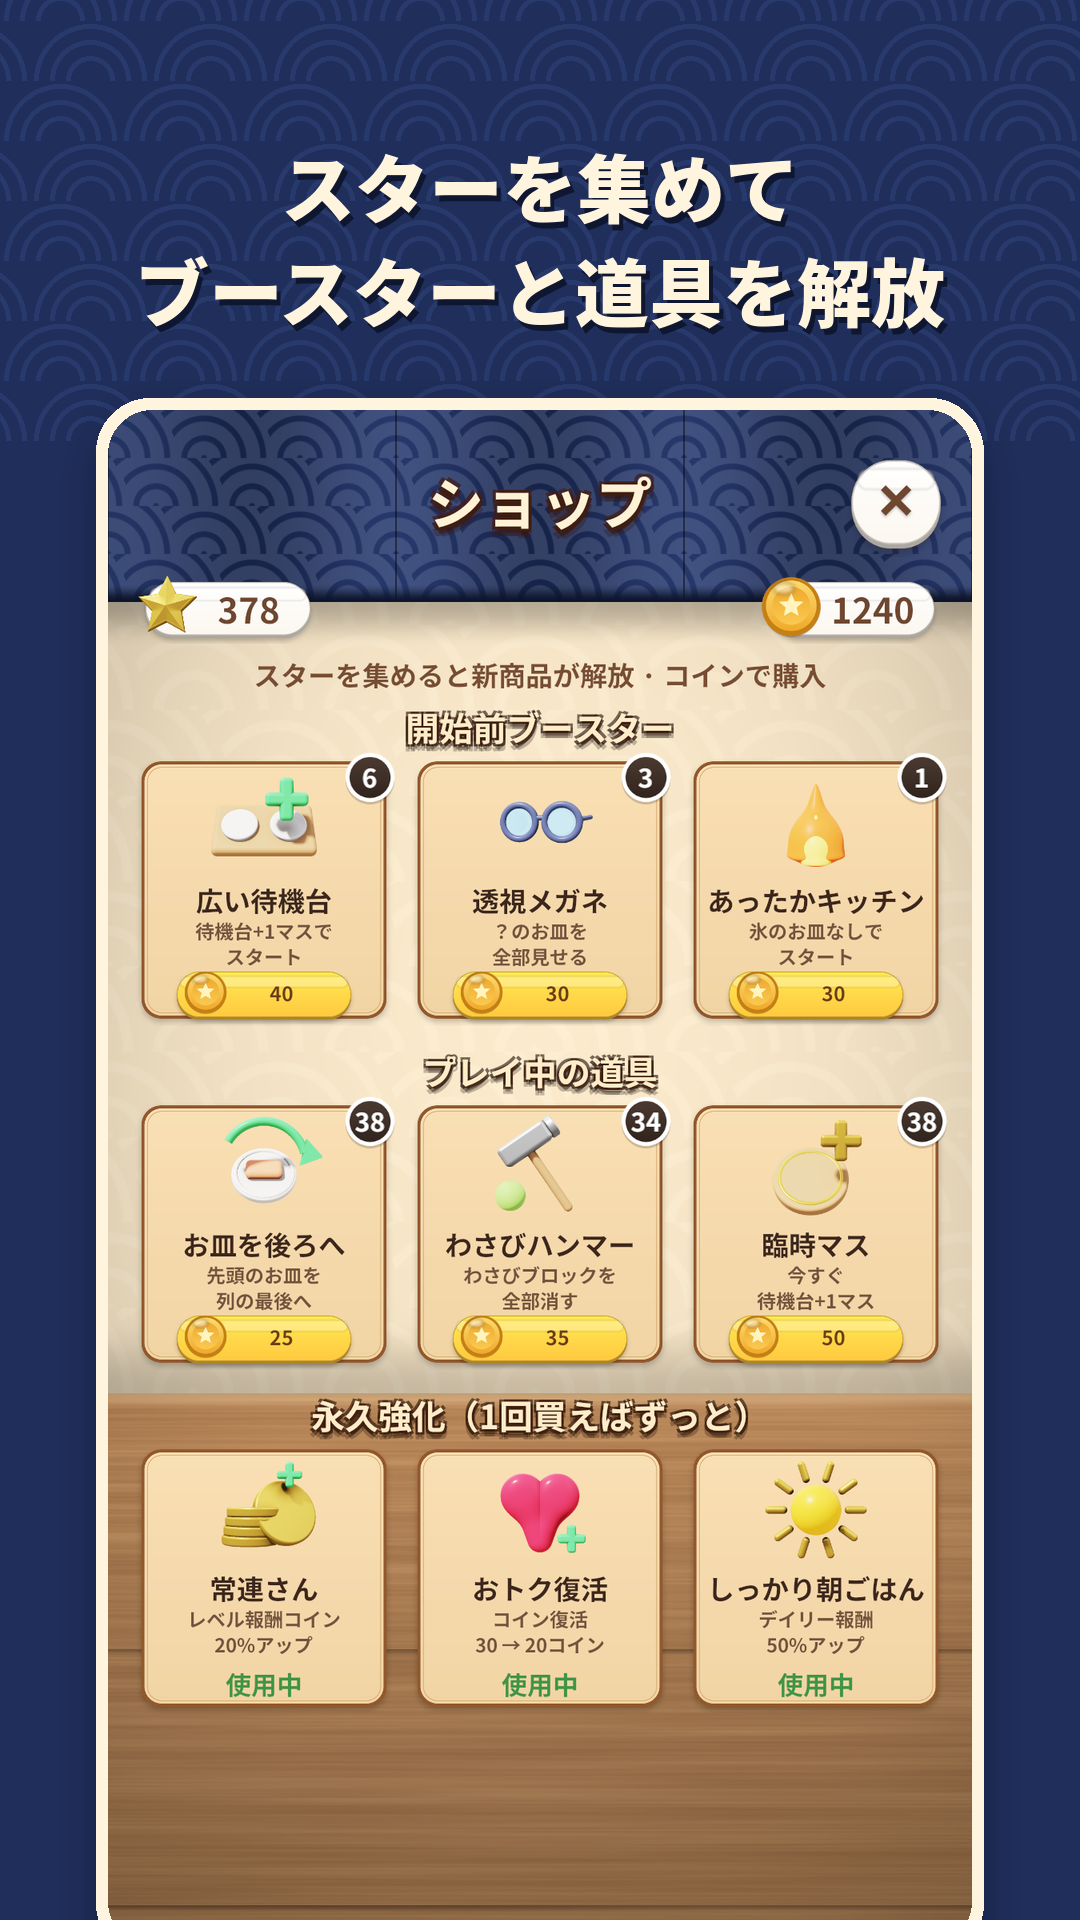 スターを集めて
ブースターと道具を解放
ショップ
378
1240
スターを集めると新商品が解放 · コインで購入
開始前ブースター
6
3
1
広い待機台
待機台+1マスで
スタート
40
透視メガネ
？のお皿を
全部見せる
30
あったかキッチン
氷のお皿なしで
スタート
30
プレイ中の道具
38
34
38
お皿を後ろへ
先頭のお皿を
列の最後へ
25
わさびハンマー
わさびブロックを
全部消す
35
臨時マス
今すぐ
待機台+1マス
50
永久強化（1回買えばずっと）
常連さん
レベル報酬コイン
20%アップ
使用中
おトク復活
コイン復活
30→20コイン
使用中
しっかり朝ごはん
デイリー報酬
50%アップ
使用中